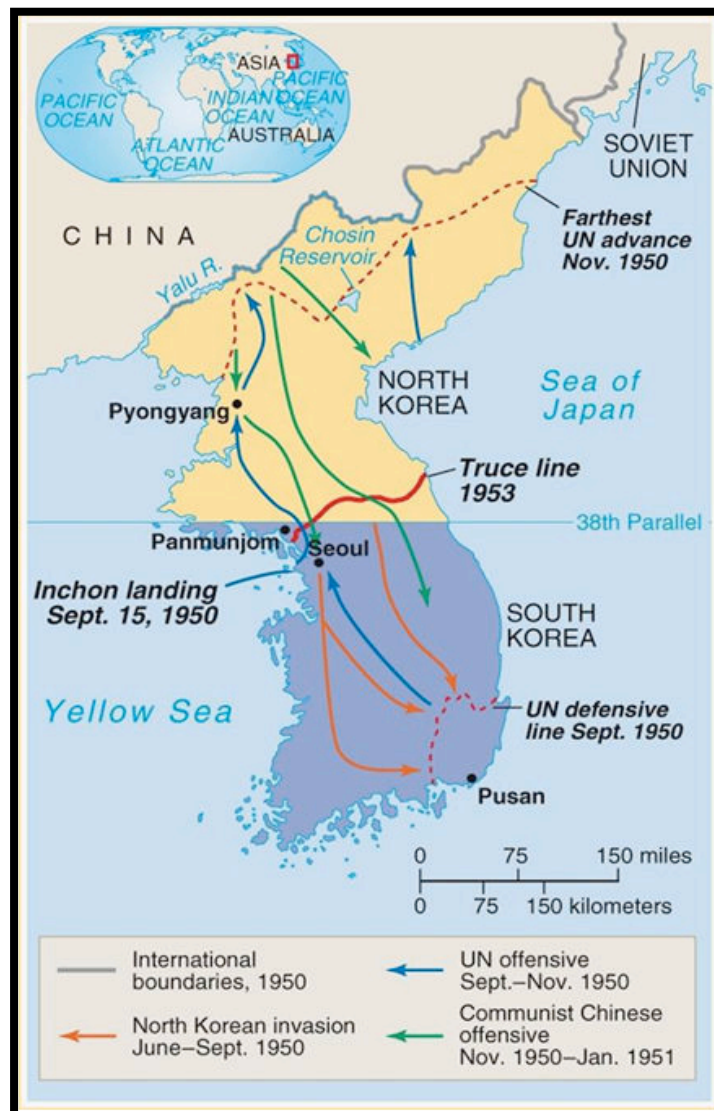 ASIA
PACIFIC
OCEAN
PACIFIC
OCEAN
INDIAN
OCEAN
AUSTRALIA
ATLANTIC
OCEAN
SOVIET
UNION
CHINA
Farthest
UN advance
Nov. 1950
Chosin
Reservoir
Yalu R.
NORTH
KOREA
Sea of
Japan
Pyongyang
Truce line
1953
38th Parallel
Panmunjom
Seoul
Inchon landing
Sept. 15, 1950
SOUTH
KOREA
Yellow Sea
UN defensive
line Sept. 1950
Pusan
0 75 150 miles
0 75 150 kilometers
International
boundaries, 1950
North Korean invasion
June–Sept. 1950
UN offensive
Sept.–Nov. 1950
Communist Chinese
offensive
Nov. 1950–Jan. 1951